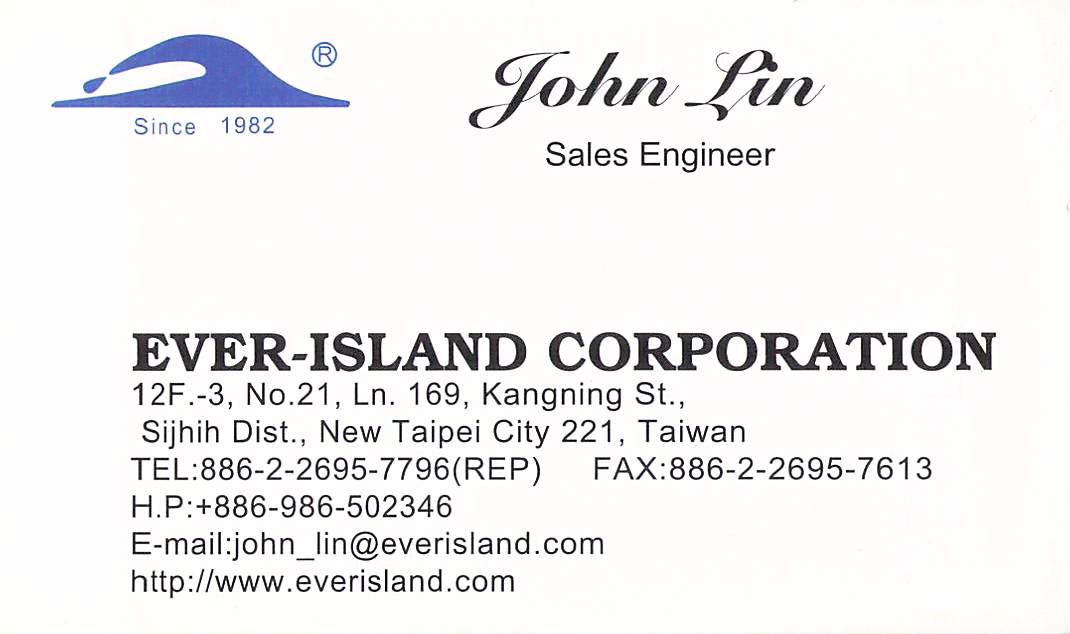 ®
Since 1982
John Lin
Sales Engineer
EVER-ISLAND CORPORATION
12F.-3, No.21, Ln. 169, Kangning St.,
Sijhih Dist., New Taipei City 221, Taiwan
TEL:886-2-2695-7796(REP) FAX:886-2-2695-7613
H.P:+886-986-502346
E-mail:john_lin@everisland.com
http://www.everisland.com